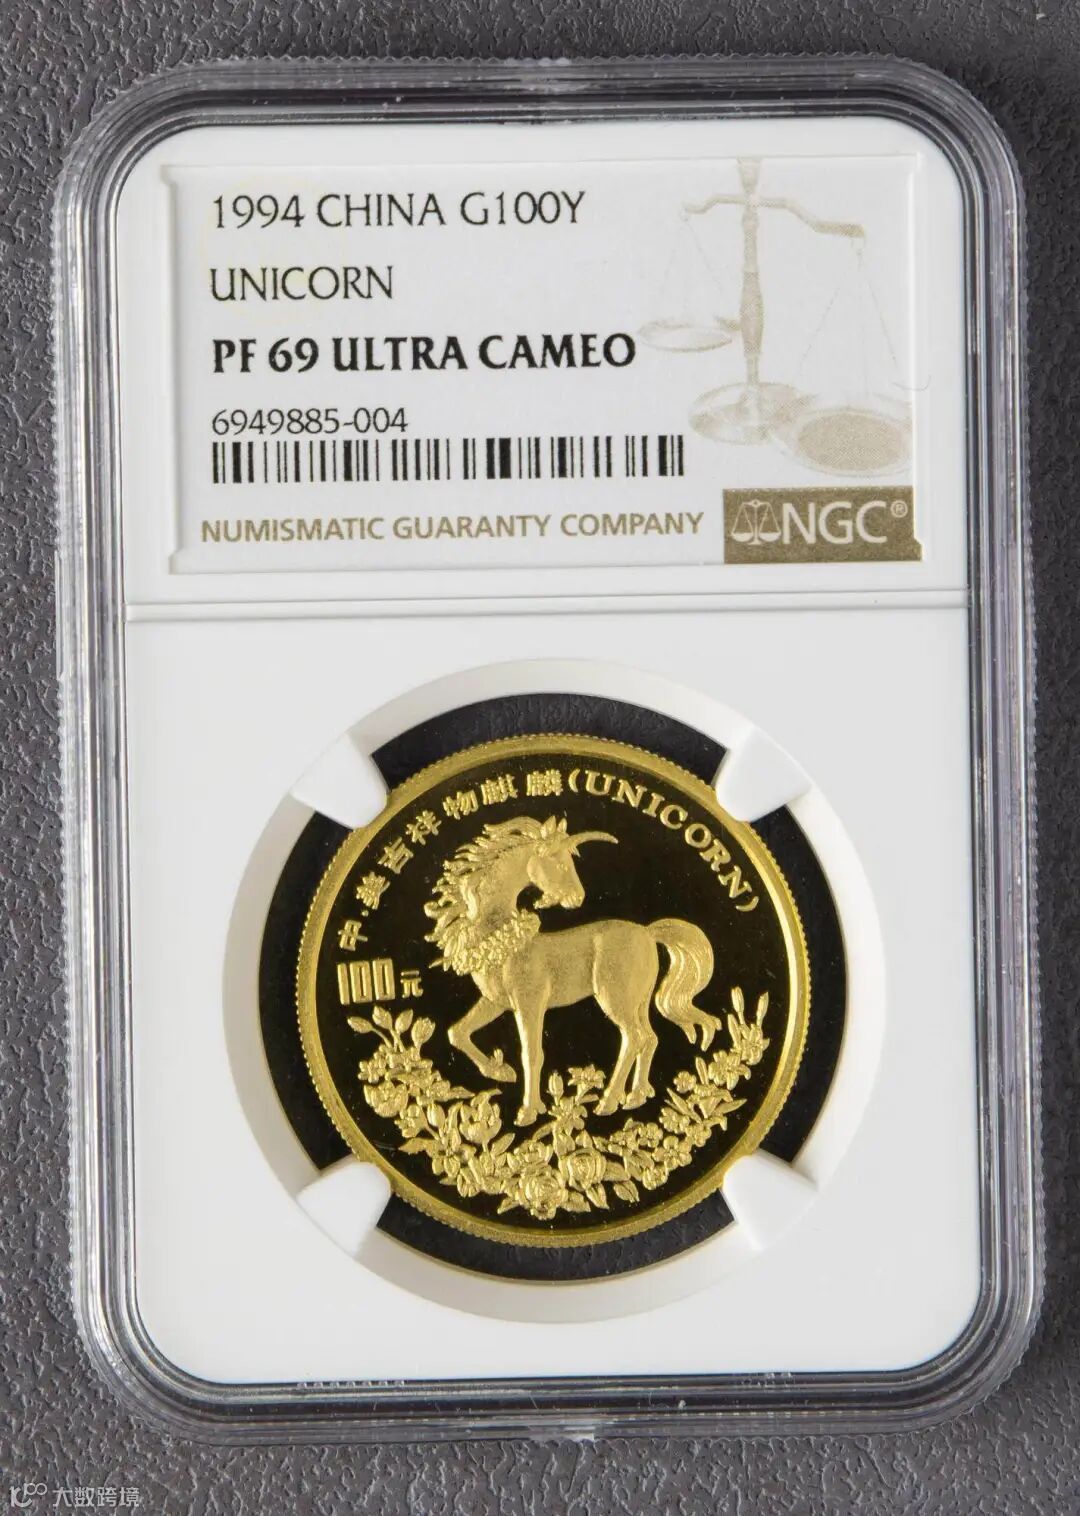 1994 CHINA G100Y
UNICORN
PF 69 ULTRA CAMEO
6949885-004
NUMISMATIC GUARANTY COMPANY
NGC®
中·美吉祥物麒麟(UNICORN)
100元
大数跨境